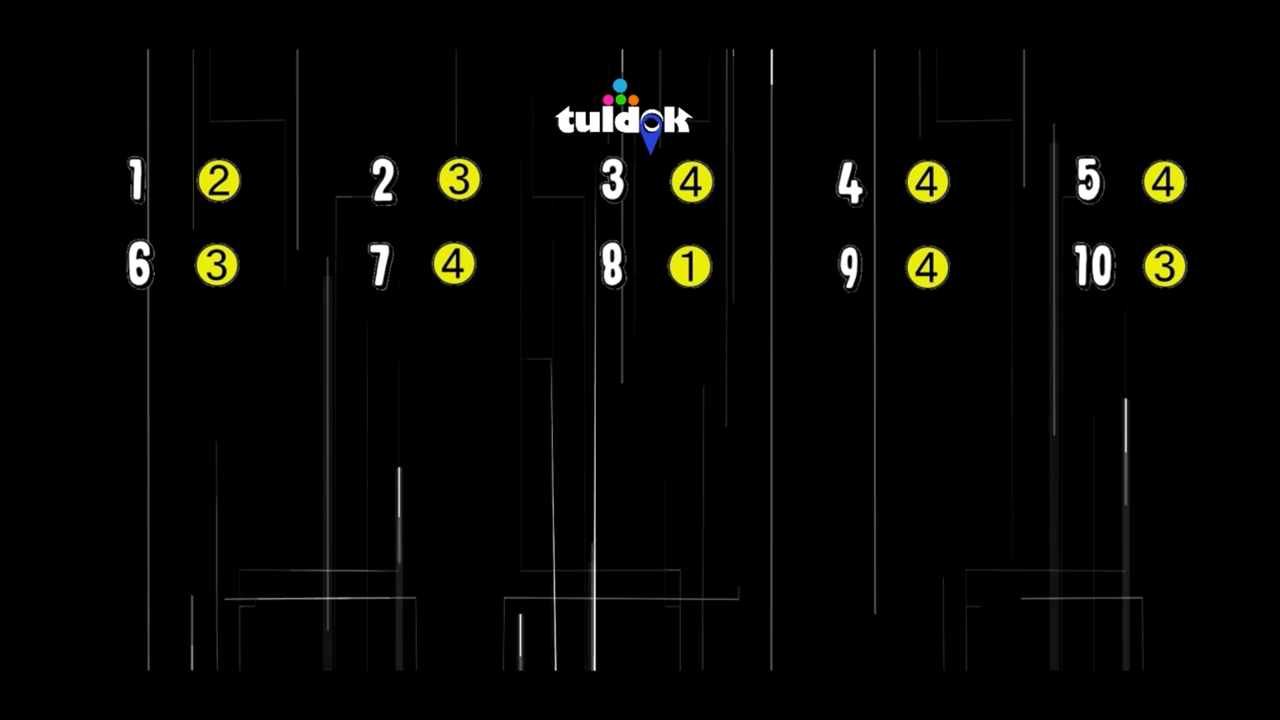 tuldok
1 ② 2 ③ 3 ④ 4 ④ 5 ④
6 ③ 7 ④ 8 ① 9 ④ 10 ③